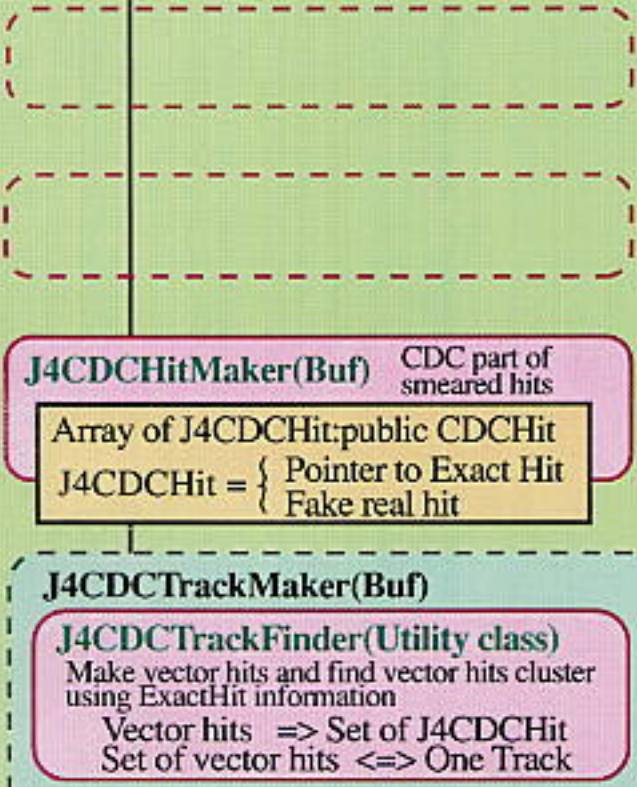 J4CDCHitMaker(Buf) CDC part of
smeared hits
Array of J4CDCHit:public CDCHit
J4CDCHit = { Pointer to Exact Hit
Fake real hit
J4CDCTrackMaker(Buf)
J4CDCTrackFinder(Utility class)
Make vector hits and find vector hits cluster
using ExactHit information
Vector hits => Set of J4CDCHit
Set of vector hits <=> One Track